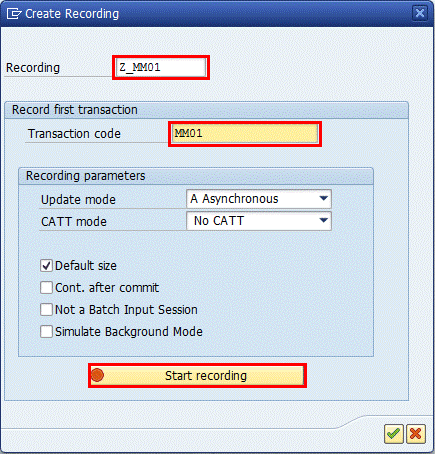 Create Recording
Recording Z_MM01
Record first transaction
Transaction code MM01
Recording parameters
Update mode A Asynchronous
CATT mode No CATT
Default size
Cont. after commit
Not a Batch Input Session
Simulate Background Mode
Start recording